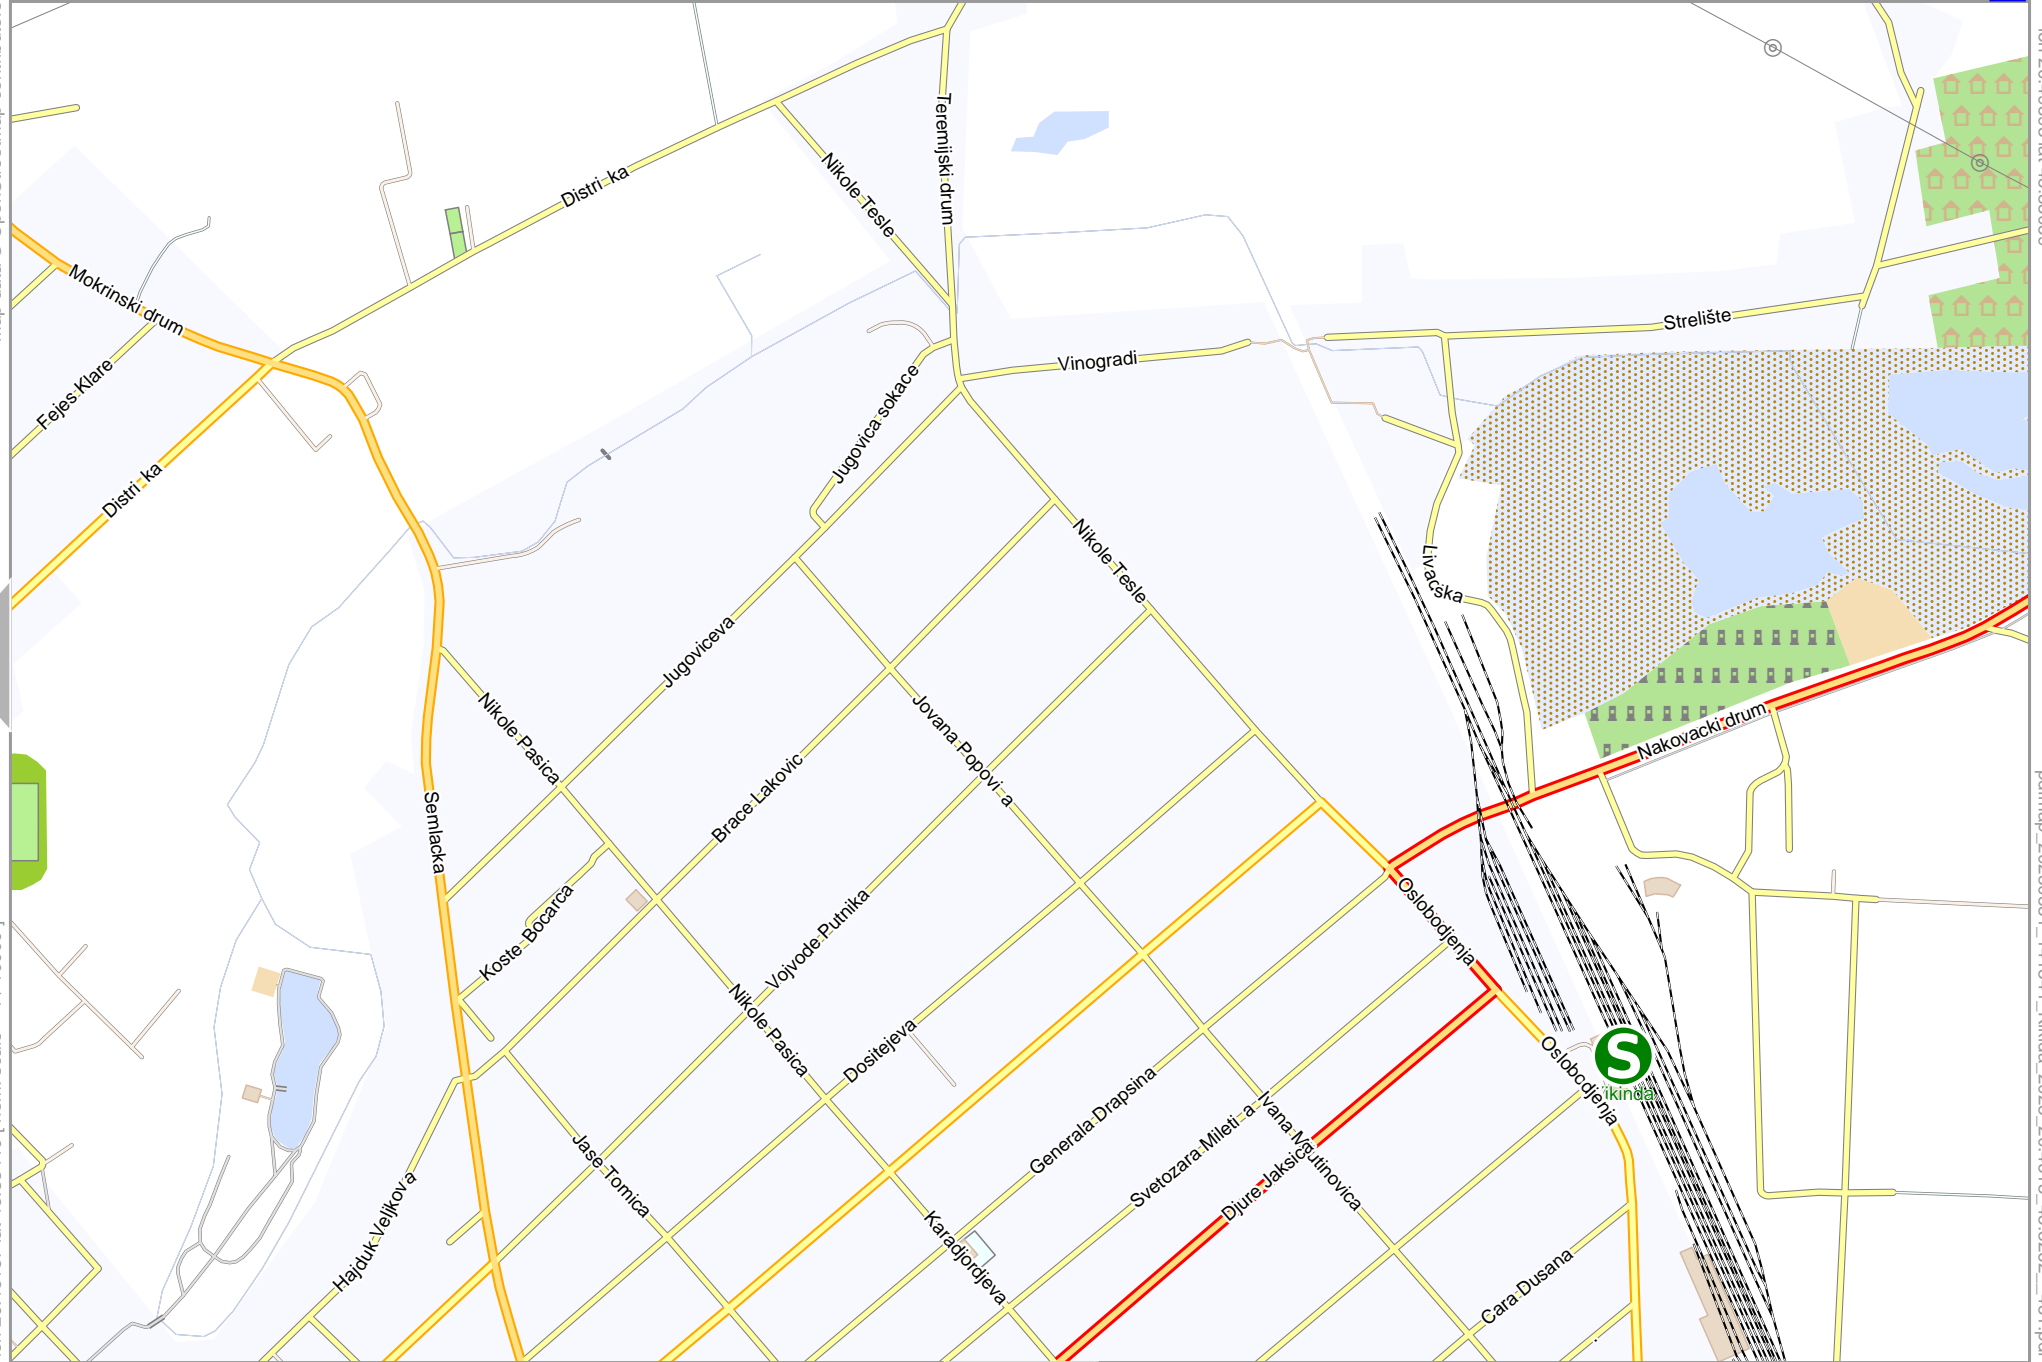 Teremijski drum
Nikole Tesle
Distri ka
Mokrinski drum
Strelište
Vinogradi
Fejes Klare
Jugovica sokace
Distri ka
Nikole Tesle
Livacska
Jugoviceva
Nikole Pasica
Jovana Popovi a
Nakovacki drum
Brace Lakovic
Semlacka
Koste Bocarca
Vojvode Putnika
Oslobodjenja
Nikole Pasica
Dositejeva
Oslobodjenja
S
ikinda
Generala Drapsina
Svetozara Mileti a
Ivana Mautinovica
Jase Tomica
Djure Jaksica
Hajduk Veljkova
Karadjordjeva
Cara Dusana